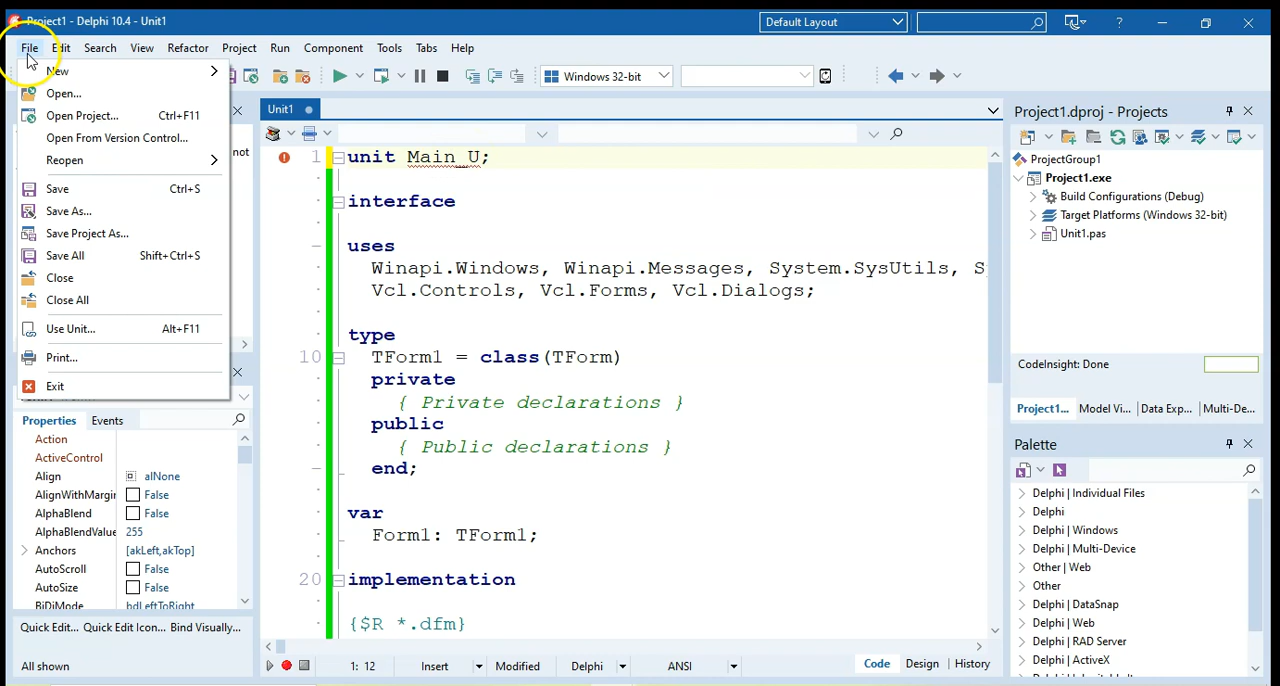 Project1 - Delphi 10.4 - Unit1
Default Layout
?
File Edit Search View Refactor Project Run Component Tools Tabs Help
Windows 32-bit
New
Open...
Open Project... Ctrl+F11
Open From Version Control...
Reopen
Save Ctrl+S
Save As...
Save Project As...
Save All Shift+Ctrl+S
Close
Close All
Use Unit... Alt+F11
Print...
Exit
not
Properties Events
Action
ActiveControl
Align alNone
AlignWithMargin False
AlphaBlend False
AlphaBlendValue 255
Anchors [akLeft,akTop]
AutoScroll False
AutoSize False
BiDiMode bdLeftToRight
Quick Edit... Quick Edit Icon... Bind Visually...
All shown
Unit1
1 unit Main_U;
interface
uses
Winapi.Windows, Winapi.Messages, System.SysUtils, S
Vcl.Controls, Vcl.Forms, Vcl.Dialogs;
type
10 TForm1 = class(TForm)
private
{ Private declarations }
public
{ Public declarations }
end;
var
Form1: TForm1;
20 implementation
{$R *.dfm}
1: 12 Insert Modified Delphi ANSI Code Design History
Project1.dproj - Projects
ProjectGroup1
Project1.exe
Build Configurations (Debug)
Target Platforms (Windows 32-bit)
Unit1.pas
CodeInsight: Done
Project1... Model Vi... Data Exp... Multi-De...
Palette
Delphi | Individual Files
Delphi
Delphi | Windows
Delphi | Multi-Device
Other | Web
Other
Delphi | DataSnap
Delphi | Web
Delphi | RAD Server
Delphi | ActiveX